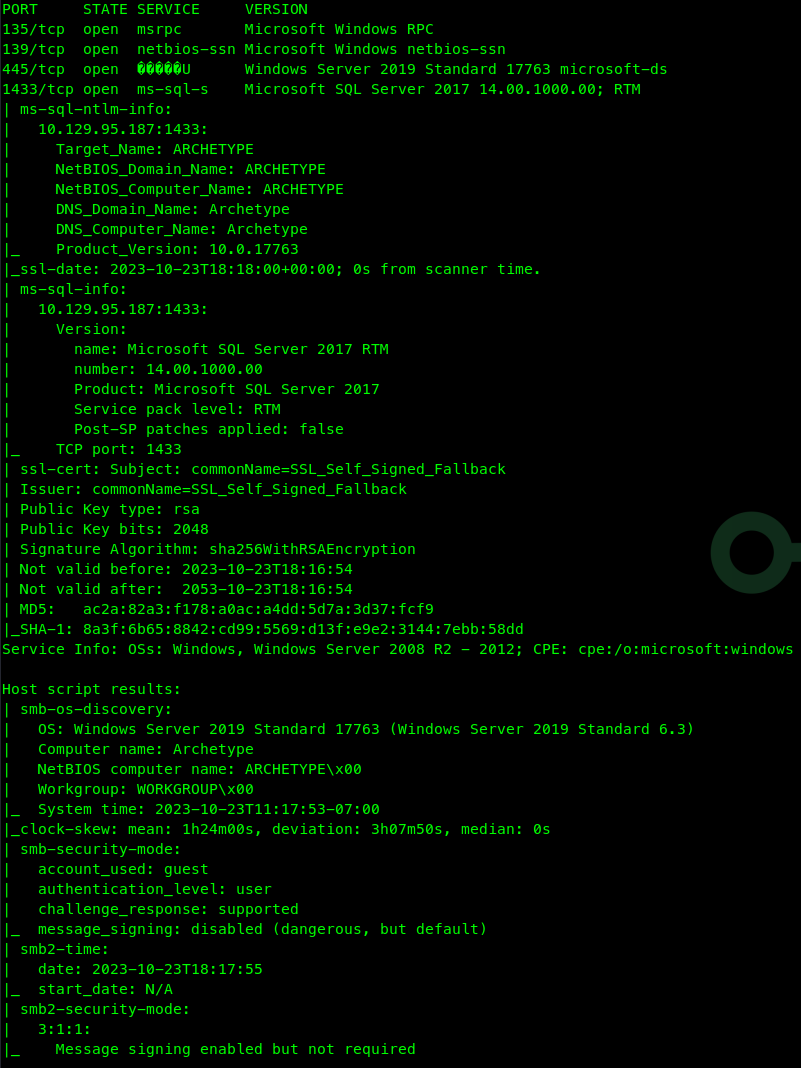 PORT     STATE SERVICE     VERSION
135/tcp  open  msrpc       Microsoft Windows RPC
139/tcp  open  netbios-ssn Microsoft Windows netbios-ssn
445/tcp  open  �����U      Windows Server 2019 Standard 17763 microsoft-ds
1433/tcp open  ms-sql-s    Microsoft SQL Server 2017 14.00.1000.00; RTM
| ms-sql-ntlm-info:
|   10.129.95.187:1433:
|     Target_Name: ARCHETYPE
|     NetBIOS_Domain_Name: ARCHETYPE
|     NetBIOS_Computer_Name: ARCHETYPE
|     DNS_Domain_Name: Archetype
|     DNS_Computer_Name: Archetype
|_    Product_Version: 10.0.17763
|_ssl-date: 2023-10-23T18:18:00+00:00; 0s from scanner time.
| ms-sql-info:
|   10.129.95.187:1433:
|     Version:
|       name: Microsoft SQL Server 2017 RTM
|       number: 14.00.1000.00
|       Product: Microsoft SQL Server 2017
|       Service pack level: RTM
|       Post-SP patches applied: false
|_    TCP port: 1433
| ssl-cert: Subject: commonName=SSL_Self_Signed_Fallback
| Issuer: commonName=SSL_Self_Signed_Fallback
| Public Key type: rsa
| Public Key bits: 2048
| Signature Algorithm: sha256WithRSAEncryption
| Not valid before: 2023-10-23T18:16:54
| Not valid after:  2053-10-23T18:16:54
| MD5:   ac2a:82a3:f178:a0ac:a4dd:5d7a:3d37:fcf9
|_SHA-1: 8a3f:6b65:8842:cd99:5569:d13f:e9e2:3144:7ebb:58dd
Service Info: OSs: Windows, Windows Server 2008 R2 - 2012; CPE: cpe:/o:microsoft:windows

Host script results:
| smb-os-discovery:
|   OS: Windows Server 2019 Standard 17763 (Windows Server 2019 Standard 6.3)
|   Computer name: Archetype
|   NetBIOS computer name: ARCHETYPE\x00
|   Workgroup: WORKGROUP\x00
|_  System time: 2023-10-23T11:17:53-07:00
|_clock-skew: mean: 1h24m00s, deviation: 3h07m50s, median: 0s
| smb-security-mode:
|   account_used: guest
|   authentication_level: user
|   challenge_response: supported
|_  message_signing: disabled (dangerous, but default)
| smb2-time:
|   date: 2023-10-23T18:17:55
|_  start_date: N/A
| smb2-security-mode:
|   3:1:1:
|_    Message signing enabled but not required